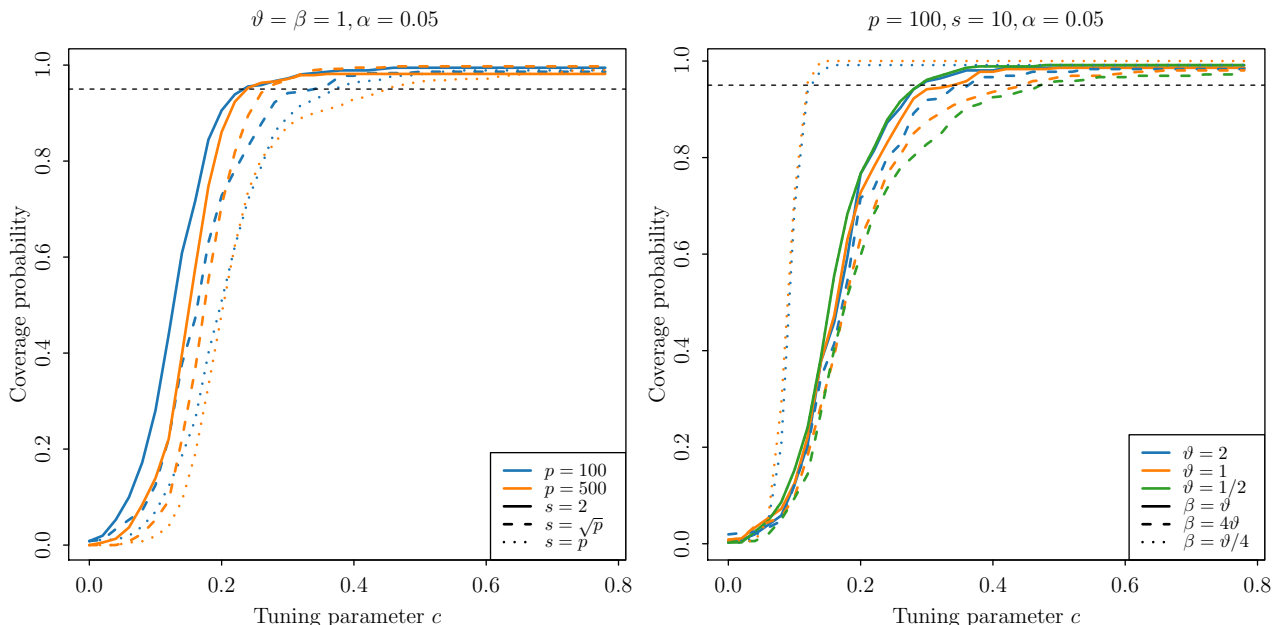 ϑ = β = 1, α = 0.05
Coverage probability
1.0
0.8
0.6
0.4
0.2
0.0
0.0 0.2 0.4 0.6 0.8
Tuning parameter c
p = 100
p = 500
s = 2
s = √p
s = p
p = 100, s = 10, α = 0.05
Coverage probability
1.0
0.8
0.6
0.4
0.2
0.0
0.0 0.2 0.4 0.6 0.8
Tuning parameter c
ϑ = 2
ϑ = 1
ϑ = 1/2
β = ϑ
β = 4ϑ
β = ϑ/4